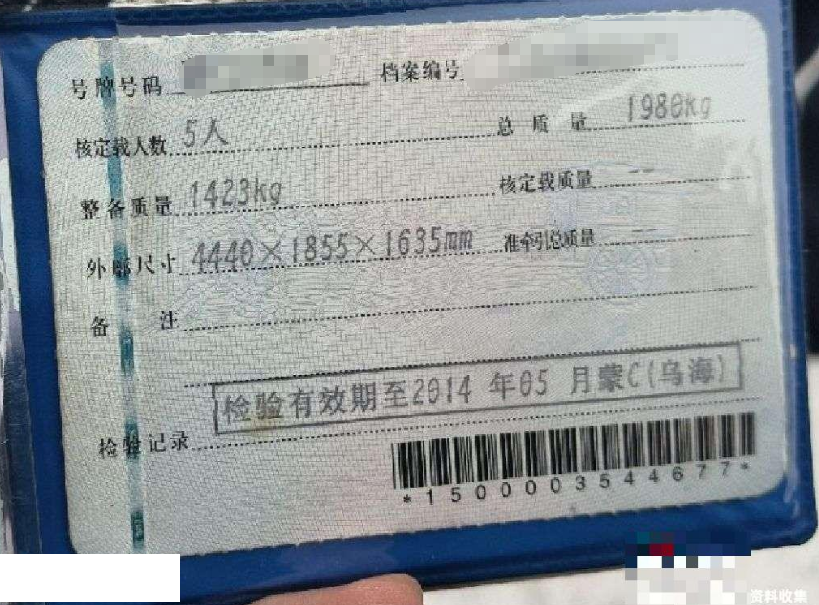 号牌号码 档案编号
核定载人数 5人 总质量 1980kg
整备质量 1423kg 核定载质量 --
外廓尺寸 4440×1855×1635mm 准牵引总质量 --
备注
检验有效期至2014年05月蒙C(乌海)
检验记录
*1500003544677*
资料收集